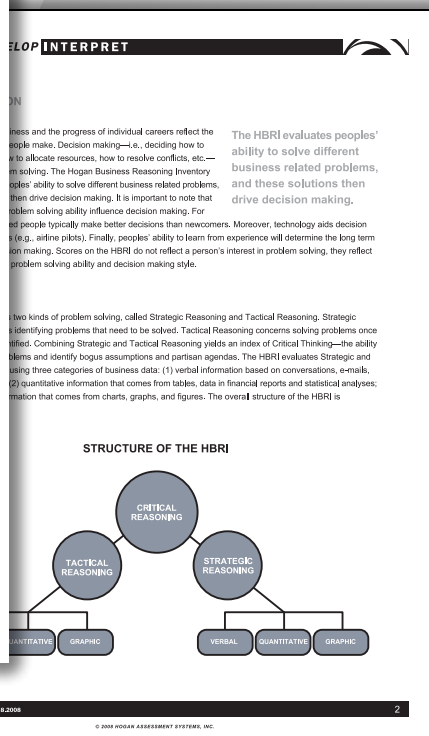 ELOP INTERPRET
ON
iness and the progress of individual careers reflect the
eople make. Decision making—i.e., deciding how to
w to allocate resources, how to resolve conflicts, etc.—
m solving. The Hogan Business Reasoning Inventory
oples' ability to solve different business related problems,
then drive decision making. It is important to note that
roblem solving ability influence decision making. For
ed people typically make better decisions than newcomers. Moreover, technology aids decision
s (e.g., airline pilots). Finally, peoples' ability to learn from experience will determine the long term
sion making. Scores on the HBRI do not reflect a person's interest in problem solving, they reflect
problem solving ability and decision making style.
The HBRI evaluates peoples'
ability to solve different
business related problems,
and these solutions then
drive decision making.
s two kinds of problem solving, called Strategic Reasoning and Tactical Reasoning. Strategic
s identifying problems that need to be solved. Tactical Reasoning concerns solving problems once
ntified. Combining Strategic and Tactical Reasoning yields an index of Critical Thinking—the ability
blems and identify bogus assumptions and partisan agendas. The HBRI evaluates Strategic and
using three categories of business data: (1) verbal information based on conversations, e-mails,
(2) quantitative information that comes from tables, data in financial reports and statistical analyses;
rmation that comes from charts, graphs, and figures. The overall structure of the HBRI is
STRUCTURE OF THE HBRI
CRITICAL
REASONING
TACTICAL
REASONING
STRATEGIC
REASONING
UANTITATIVE
GRAPHIC
VERBAL
QUANTITATIVE
GRAPHIC
8.2008
2
© 2008 HOGAN ASSESSMENT SYSTEMS, INC.